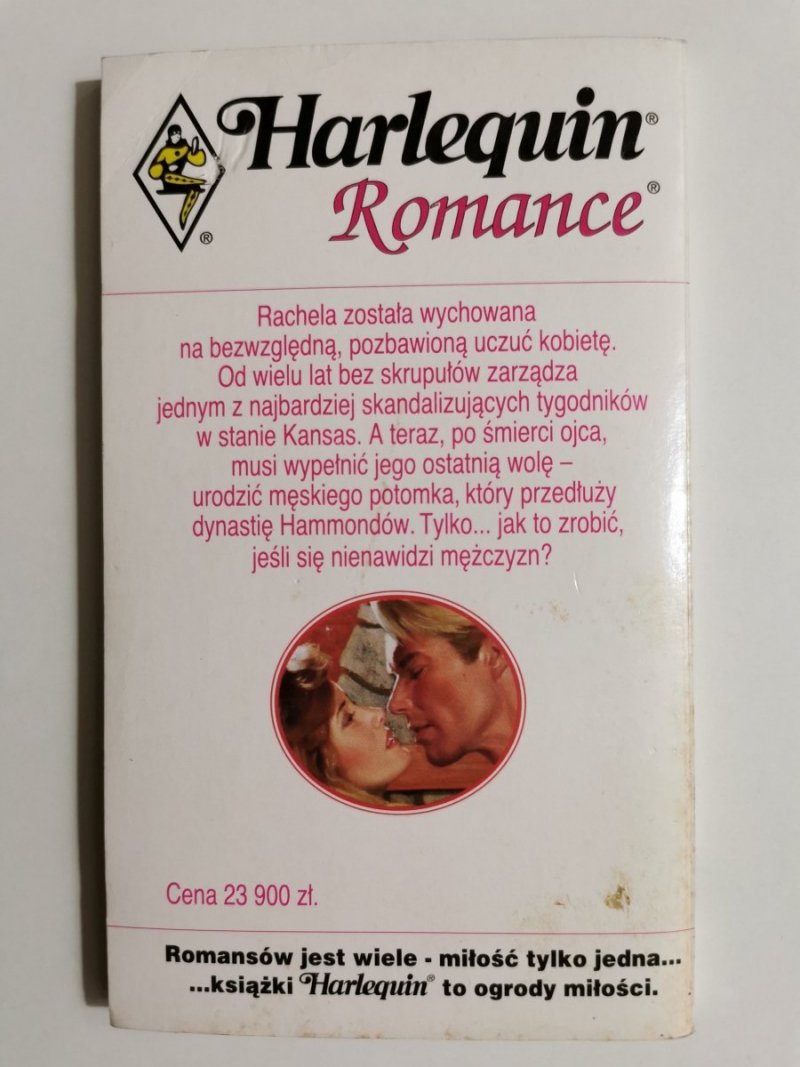 Harlequin®
Romance®
®
Rachela została wychowana
na bezwzględną, pozbawioną uczuć kobietę.
Od wielu lat bez skrupułów zarządza
jednym z najbardziej skandalizujących tygodników
w stanie Kansas. A teraz, po śmierci ojca,
musi wypełnić jego ostatnią wolę –
urodzić męskiego potomka, który przedłuży
dynastię Hammondów. Tylko... jak to zrobić,
jeśli się nienawidzi mężczyzn?
Cena 23 900 zł.
Romansów jest wiele - miłość tylko jedna...
...książki Harlequin® to ogrody miłości.